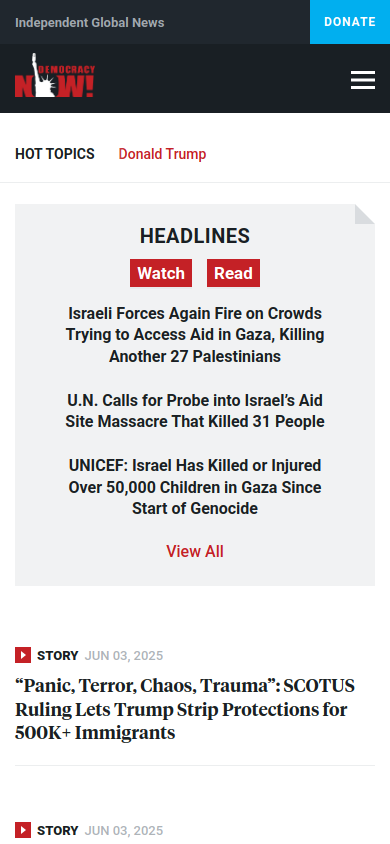 Independent Global News
DONATE
DEMOCRACY
NOW!
HOT TOPICS Donald Trump
HEADLINES
Watch Read
Israeli Forces Again Fire on Crowds
Trying to Access Aid in Gaza, Killing
Another 27 Palestinians
U.N. Calls for Probe into Israel’s Aid
Site Massacre That Killed 31 People
UNICEF: Israel Has Killed or Injured
Over 50,000 Children in Gaza Since
Start of Genocide
View All
STORY JUN 03, 2025
“Panic, Terror, Chaos, Trauma”: SCOTUS
Ruling Lets Trump Strip Protections for
500K+ Immigrants
STORY JUN 03, 2025